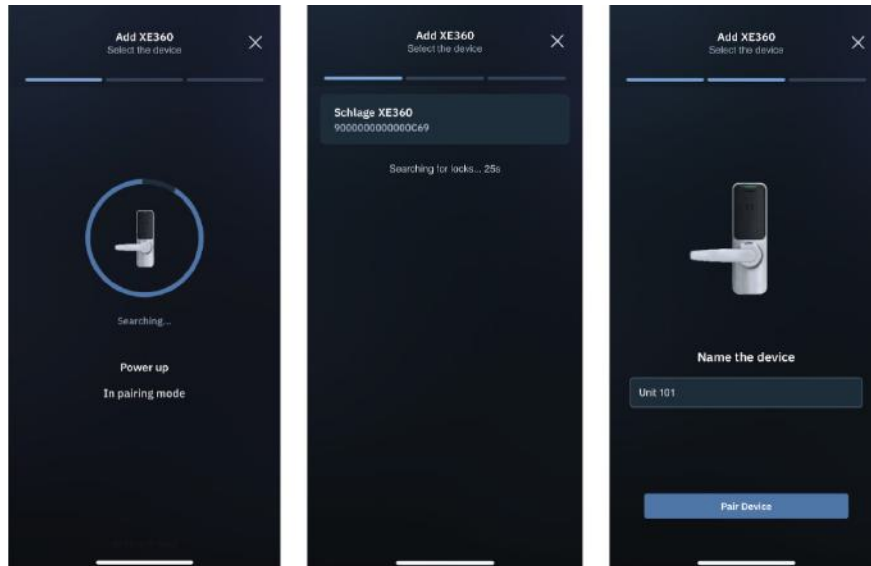 Add XE360
Select the device
Searching...
Power up
In pairing mode
Add XE360
Select the device
Schlage XE360
9000000000000C69
Searching for locks... 25s
Add XE360
Select the device
Name the device
Unit 101
Pair Device